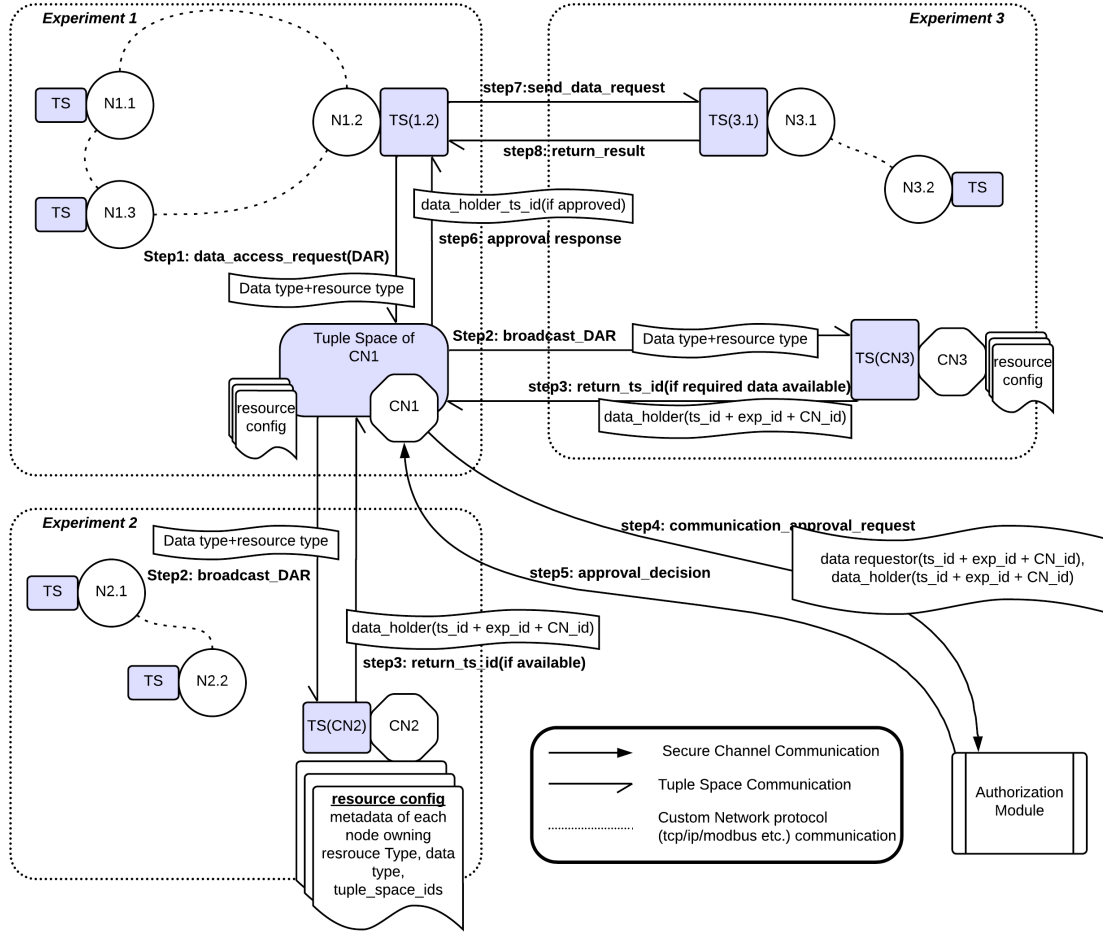 Experiment 1
Experiment 3
TS
N1.1
N1.2
TS(1.2)
step7:send_data_request
TS(3.1)
N3.1
step8: return_result
N3.2
TS
TS
N1.3
data_holder_ts_id(if approved)
step6: approval response
Step1: data_access_request(DAR)
Data type+resource type
Tuple Space of
CN1
Step2: broadcast_DAR
Data type+resource type
TS(CN3)
CN3
resource
config
step3: return_ts_id(if required data available)
data_holder(ts_id + exp_id + CN_id)
CN1
resource
config
Experiment 2
Data type+resource type
Step2: broadcast_DAR
step4: communication_approval_request
data requestor(ts_id + exp_id + CN_id),
data_holder(ts_id + exp_id + CN_id)
step5: approval_decision
TS
N2.1
data_holder(ts_id + exp_id + CN_id)
step3: return_ts_id(if available)
TS
N2.2
TS(CN2)
CN2
resource config
metadata of each
node owning
resrouce Type, data
type,
tuple_space_ids
Secure Channel Communication
Tuple Space Communication
Custom Network protocol
(tcp/ip/modbus etc.) communication
Authorization
Module